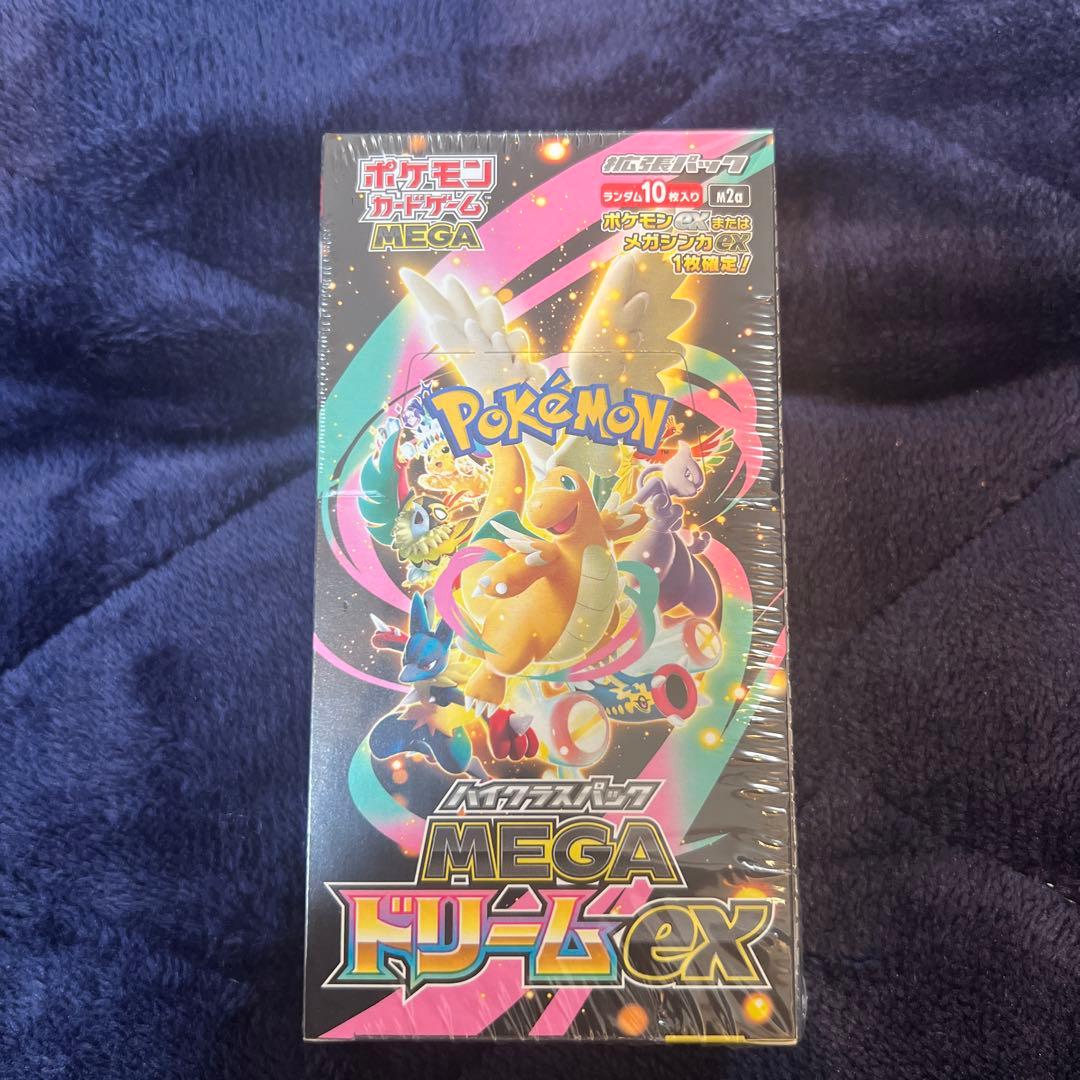 ポケモン
カードゲーム™
MEGA
拡張パック
ランダム10枚入り M2a
ポケモンexまたは
メガシンカex
1枚確定!
POKéMON™
ハイクラスパック
MEGA
ドリームex